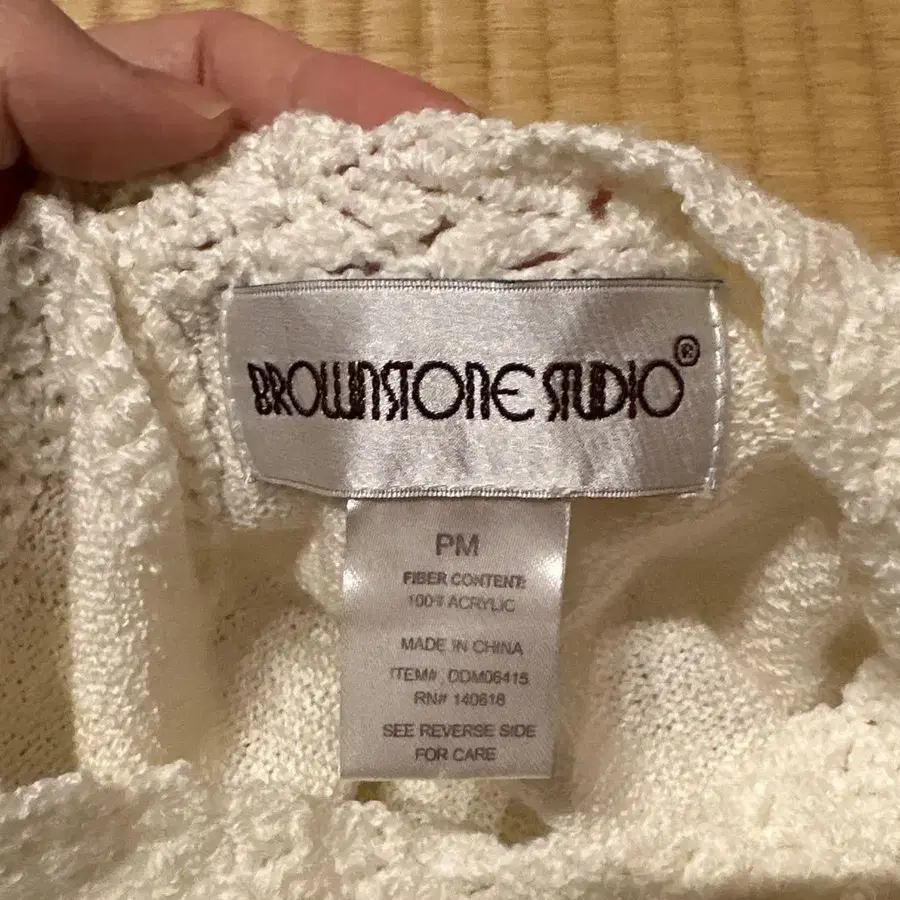 BROWNSTONE STUDIO®
PM
FIBER CONTENT:
100% ACRYLIC
MADE IN CHINA
ITEM# DDM06415
RN# 140618
SEE REVERSE SIDE
FOR CARE